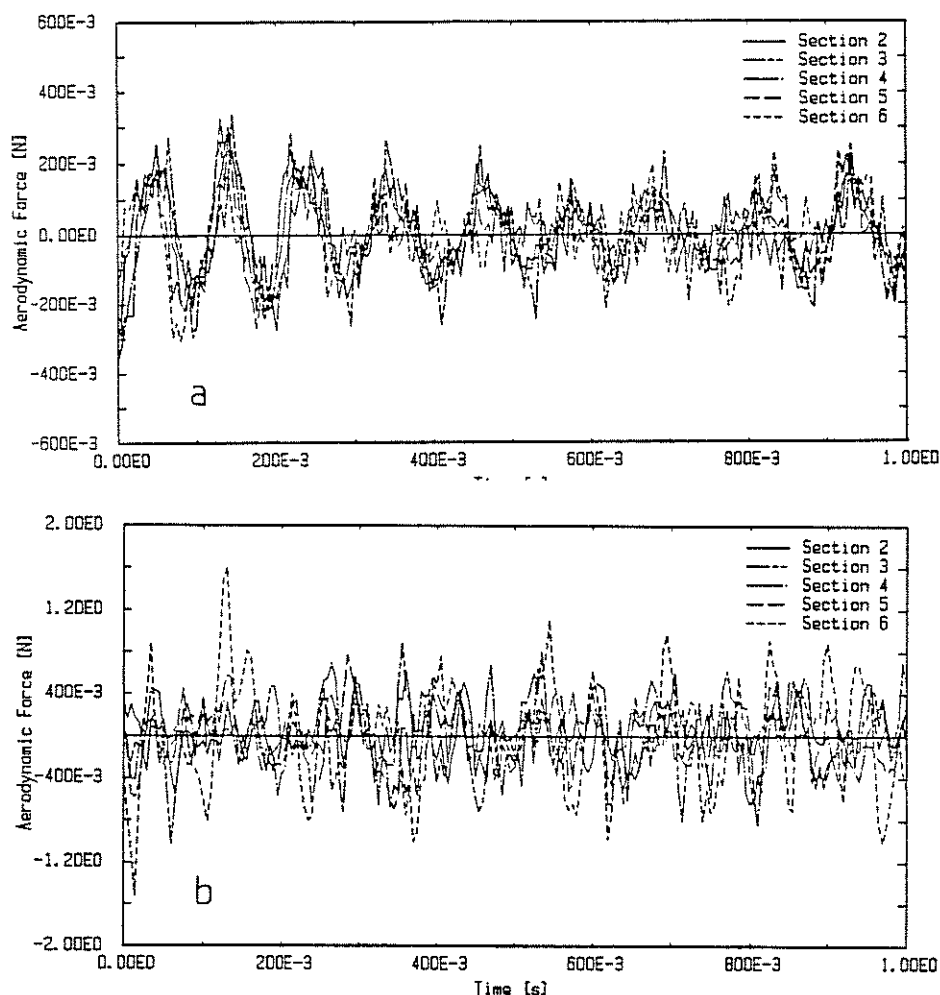 600E-3
400E-3
200E-3
0.00E0
-200E-3
-400E-3
-600E-3
Aerodynamic Force [N]
Section 2
Section 3
Section 4
Section 5
Section 6
a
0.00E0
200E-3
400E-3
600E-3
800E-3
1.00E0
2.00E0
1.20E0
400E-3
-400E-3
-1.20E0
-2.00E0
Aerodynamic Force [N]
Section 2
Section 3
Section 4
Section 5
Section 6
b
0.00E0
200E-3
400E-3
600E-3
800E-3
1.00E0
Time [s]